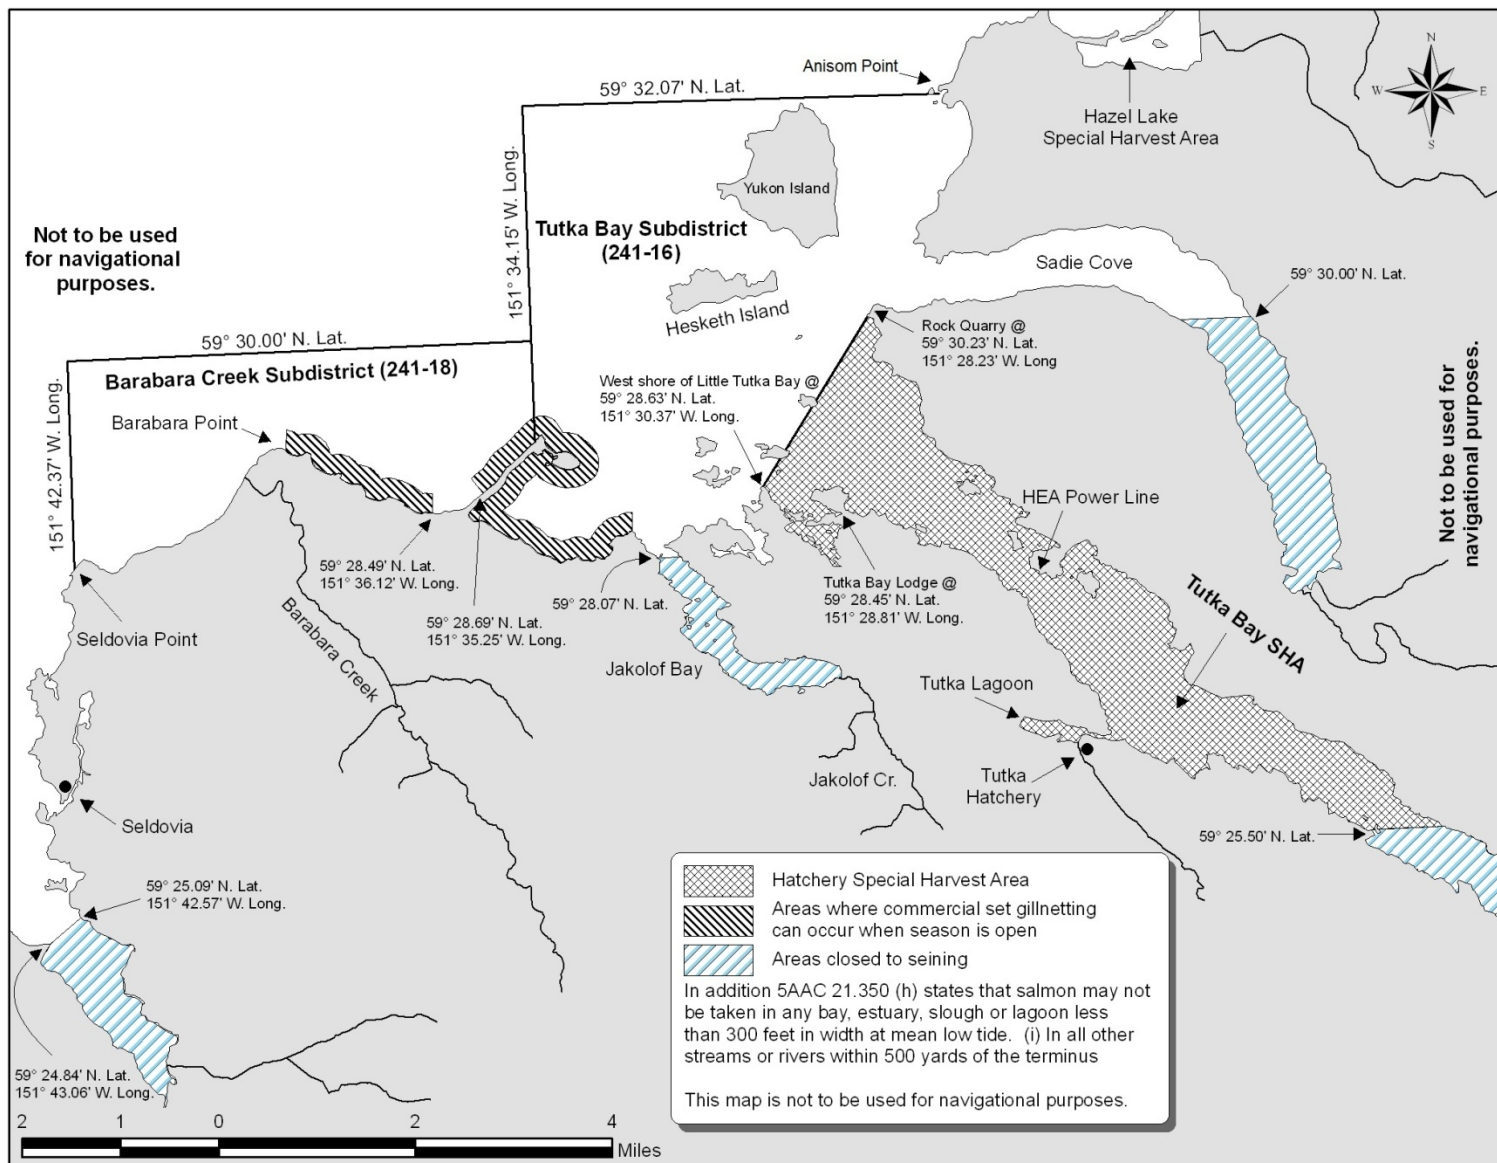 Anisom Point
59° 32.07' N. Lat.
N
W
E
S
Hazel Lake
Special Harvest Area
151° 34.15' W. Long.
Yukon Island
Not to be used
for navigational
purposes.
Tutka Bay Subdistrict
(241-16)
Sadie Cove
59° 30.00' N. Lat.
Hesketh Island
59° 30.00' N. Lat.
Rock Quarry @
59° 30.23' N. Lat.
151° 28.23' W. Long
Barabara Creek Subdistrict (241-18)
West shore of Little Tutka Bay @
59° 28.63' N. Lat.
151° 30.37' W. Long.
Not to be used for
navigational purposes.
151° 42.37' W. Long.
Barabara Point
HEA Power Line
59° 28.49' N. Lat.
151° 36.12' W. Long.
59° 28.07' N. Lat.
Tutka Bay Lodge @
59° 28.45' N. Lat.
151° 28.81' W. Long.
59° 28.69' N. Lat.
151° 35.25' W. Long.
Seldovia Point
Barabara Creek
Jakolof Bay
Tutka Bay SHA
Tutka Lagoon
Jakolof Cr.
Tutka
Hatchery
Seldovia
59° 25.50' N. Lat.
59° 25.09' N. Lat.
151° 42.57' W. Long.
Hatchery Special Harvest Area
Areas where commercial set gillnetting
can occur when season is open
Areas closed to seining
In addition 5AAC 21.350 (h) states that salmon may not
be taken in any bay, estuary, slough or lagoon less
than 300 feet in width at mean low tide.  (i) In all other
streams or rivers within 500 yards of the terminus
This map is not to be used for navigational purposes.
59° 24.84' N. Lat.
151° 43.06' W. Long.
2 1 0 2 4
Miles